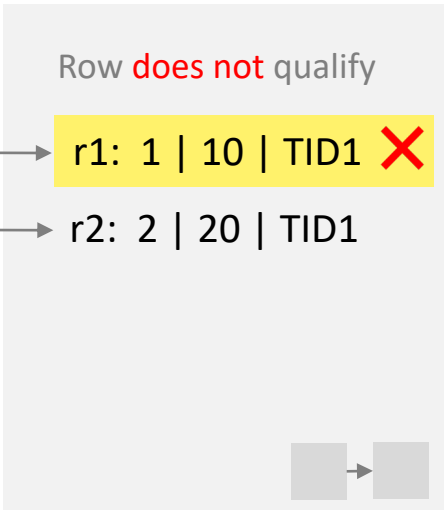 Row does not qualify
r1: 1 | 10 | TID1
r2: 2 | 20 | TID1